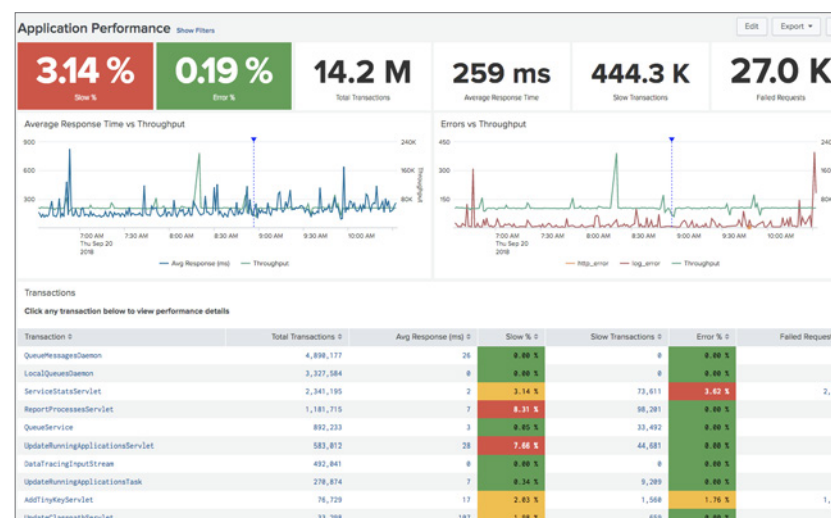 Application Performance Show Filters Edit Export
3.14 % 0.19 % 14.2 M 259 ms 444.3 K 27.0 K
Slow % Error % Total Transactions Average Response Time Slow Transactions Failed Requests
Average Response Time vs Throughput Errors vs Throughput
900 240K 450 240
600 160K 300 160
300 80K 150 80K
Throughput
7:00 AM 7:30 AM 8:00 AM 8:30 AM 9:00 AM 9:30 AM 10:00 AM 7:00 AM 7:30 AM 8:00 AM 8:30 AM 9:00 AM 9:30 AM 10:00 AM
Thu Sep 20 Thu Sep 20
2018 2018
Avg Response (ms) Throughput http_error log_error Throughput
Transactions
Click any transaction below to view performance details
Transaction Total Transactions Avg Response (ms) Slow % Slow Transactions Error % Failed Request
QueueMessagesDaemon 4,890,177 26 0.00 % 0 0.00 %
LocalQueuesDaemon 3,327,584 0 0.00 % 0 0.00 %
ServiceStatsServlet 2,341,195 2 3.14 % 73,611 3.62 % 2,
ReportProcessesServlet 1,181,715 7 8.31 % 98,201 0.00 %
QueueService 892,233 3 0.05 % 33,492 0.00 %
UpdateRunningApplicationsServlet 583,012 28 7.66 % 44,681 0.00 %
DataTracingInputStream 492,041 0 0.00 % 0 0.00 %
UpdateRunningApplicationsTask 270,874 7 0.34 % 9,209 0.00 %
AddTinyKeyServlet 76,729 17 2.03 % 1,560 1.76 % 1,